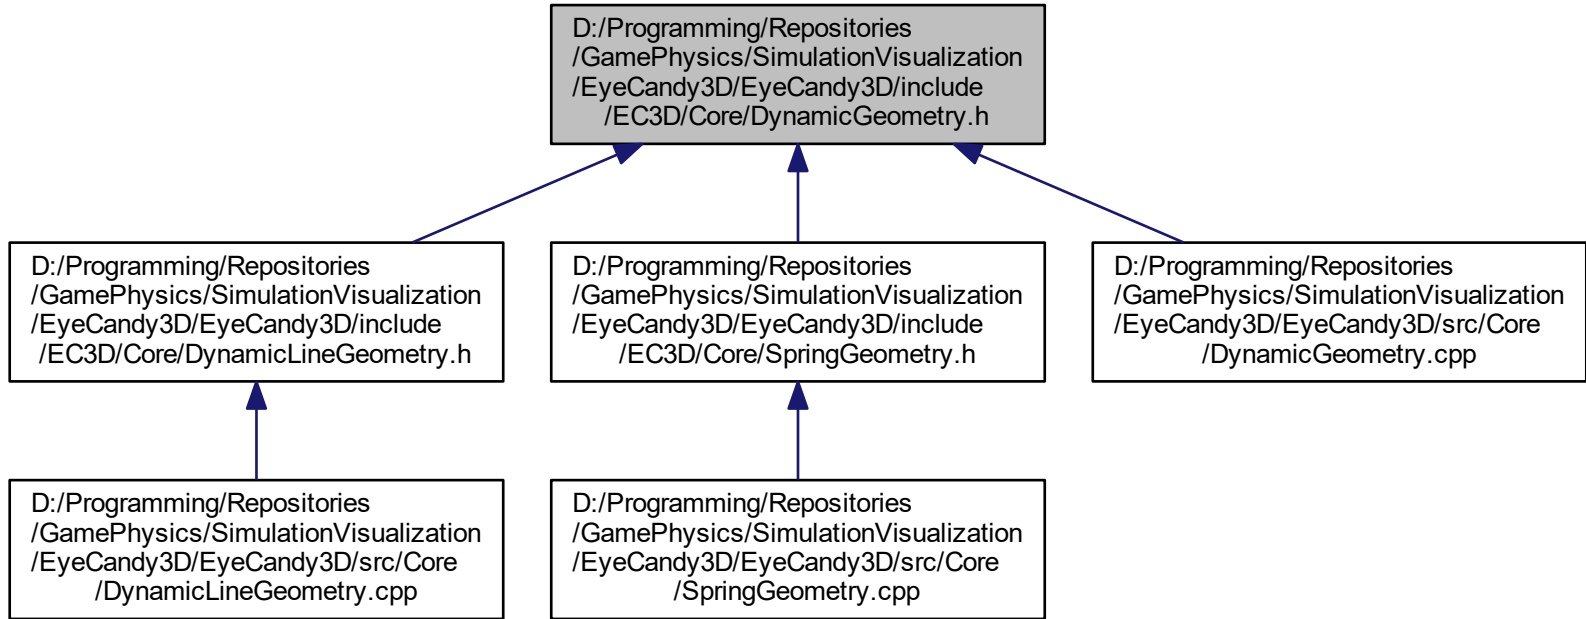 D:/Programming/Repositories
/GamePhysics/SimulationVisualization
/EyeCandy3D/EyeCandy3D/include
/EC3D/Core/DynamicGeometry.h
D:/Programming/Repositories
/GamePhysics/SimulationVisualization
/EyeCandy3D/EyeCandy3D/include
/EC3D/Core/DynamicLineGeometry.h
D:/Programming/Repositories
/GamePhysics/SimulationVisualization
/EyeCandy3D/EyeCandy3D/include
/EC3D/Core/SpringGeometry.h
D:/Programming/Repositories
/GamePhysics/SimulationVisualization
/EyeCandy3D/EyeCandy3D/src/Core
/DynamicGeometry.cpp
D:/Programming/Repositories
/GamePhysics/SimulationVisualization
/EyeCandy3D/EyeCandy3D/src/Core
/DynamicLineGeometry.cpp
D:/Programming/Repositories
/GamePhysics/SimulationVisualization
/EyeCandy3D/EyeCandy3D/src/Core
/SpringGeometry.cpp